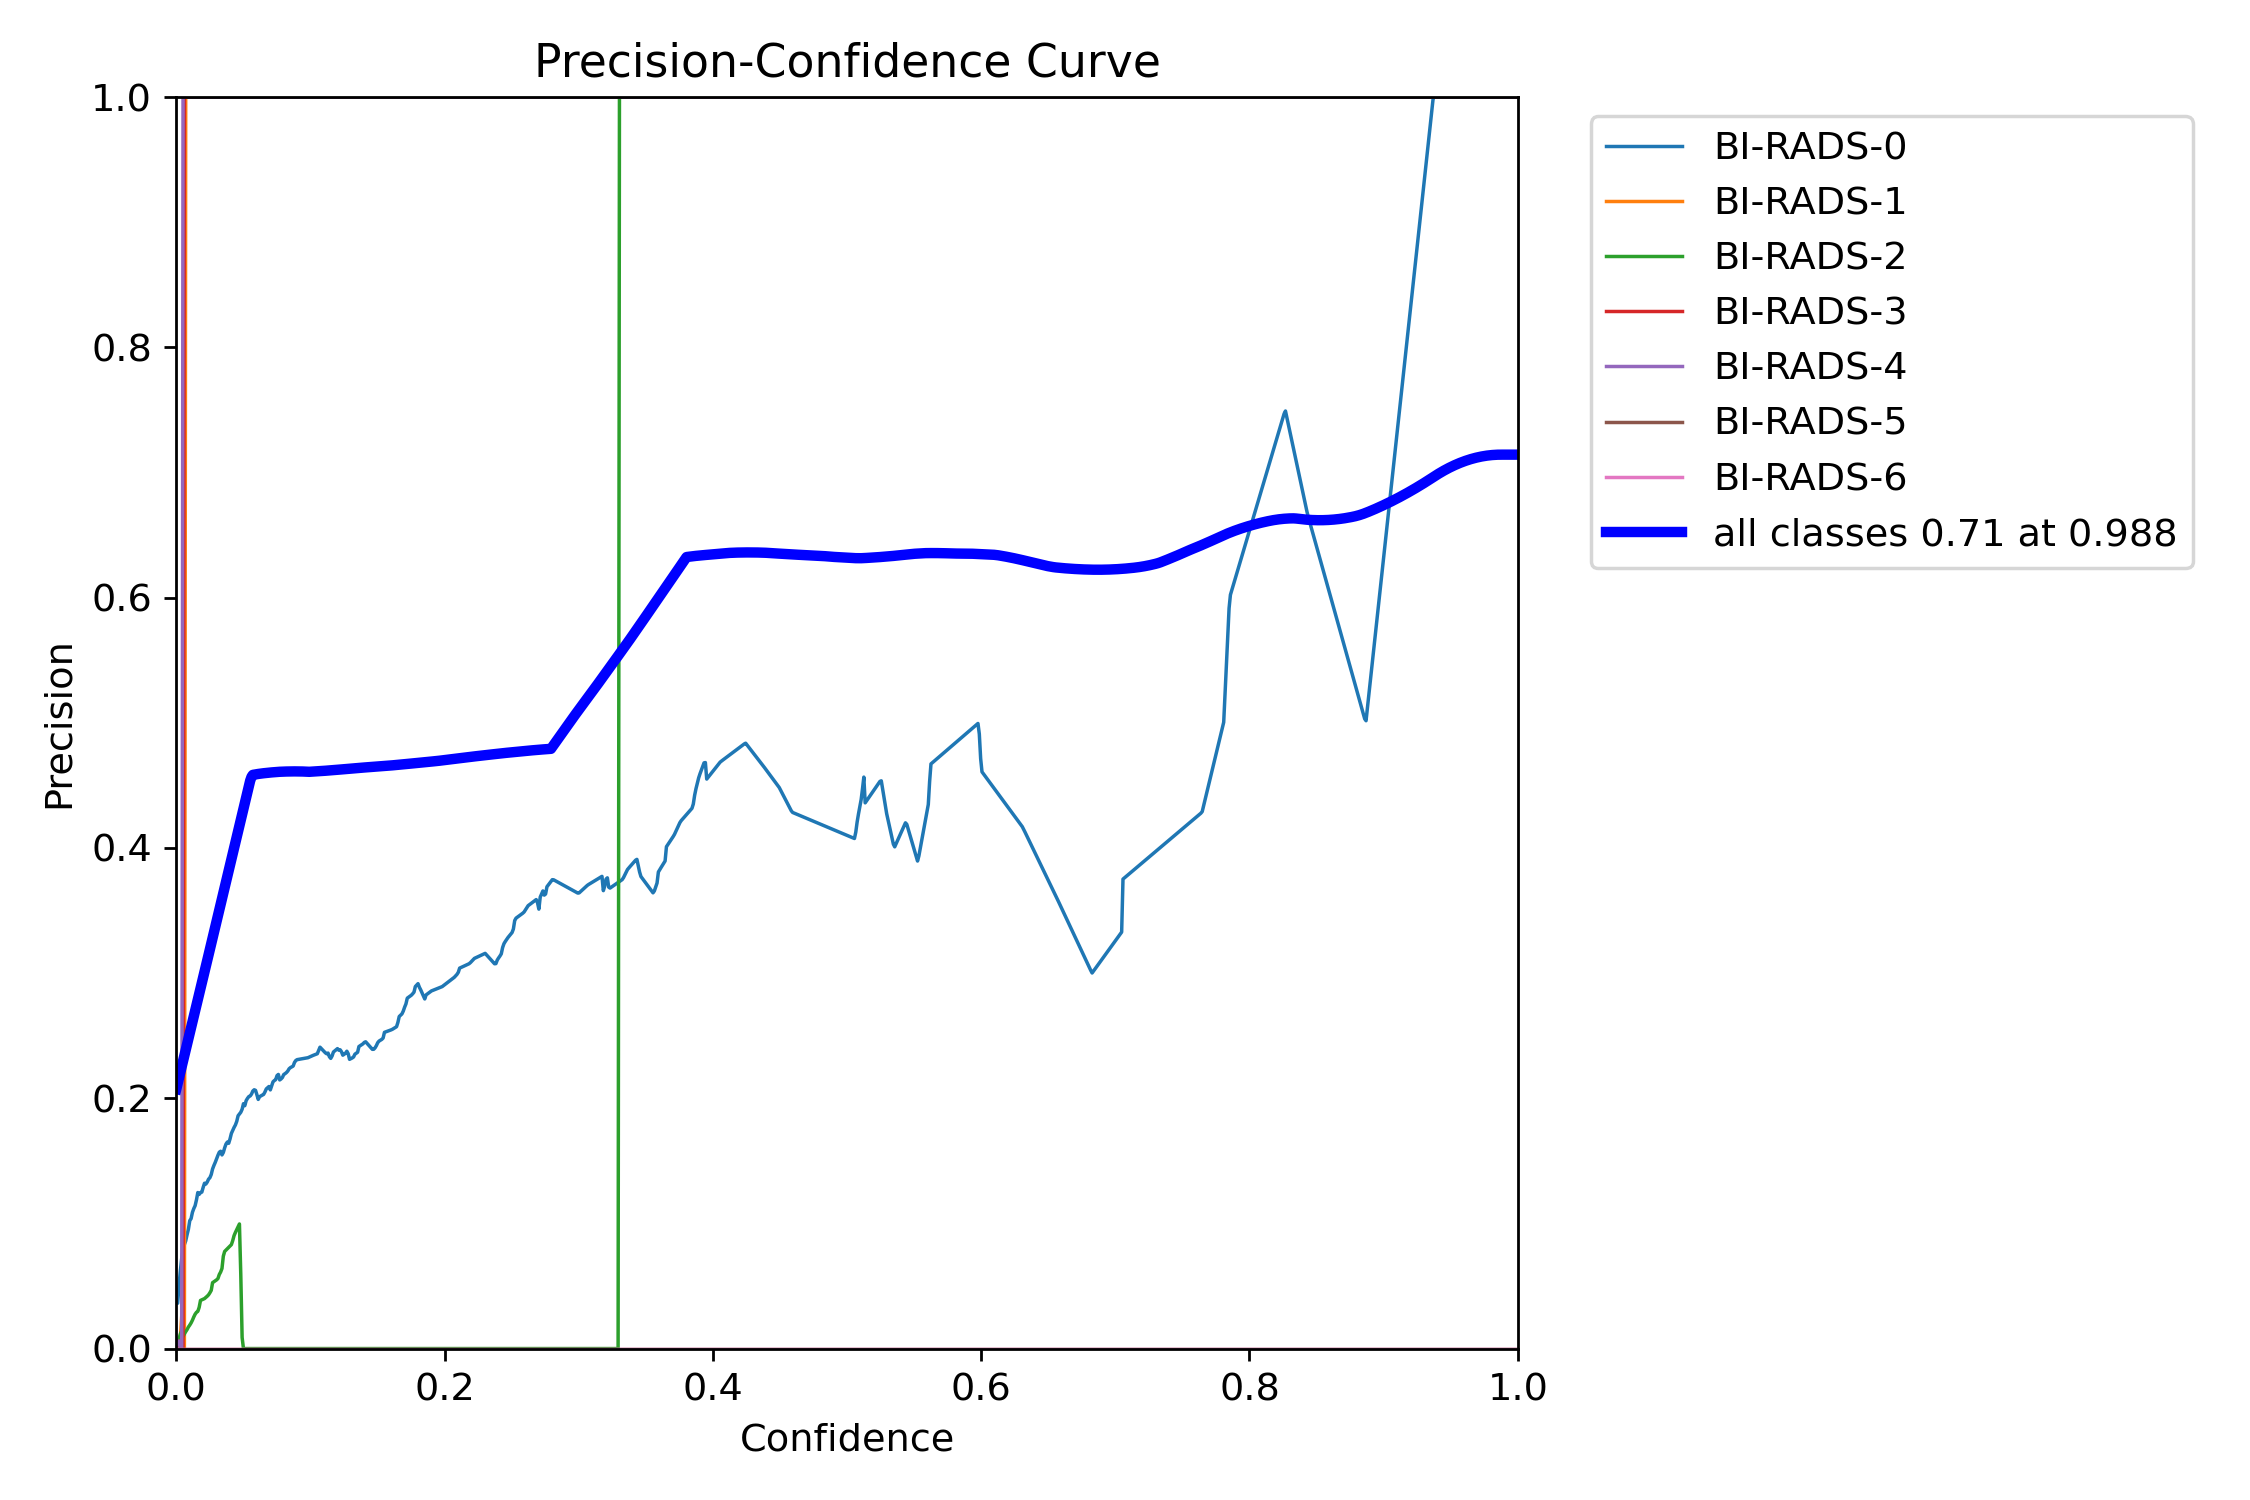 Precision-Confidence Curve
1.0
0.8
0.6
0.4
0.2
0.0
Precision
0.0 0.2 0.4 0.6 0.8 1.0
Confidence
BI-RADS-0
BI-RADS-1
BI-RADS-2
BI-RADS-3
BI-RADS-4
BI-RADS-5
BI-RADS-6
all classes 0.71 at 0.988